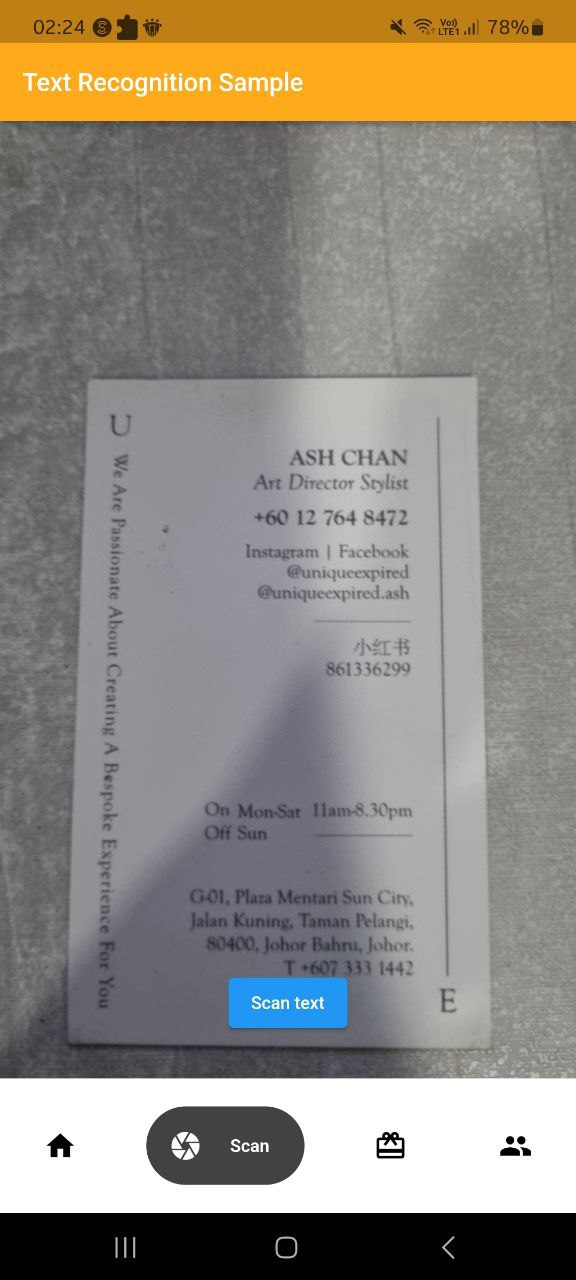 02:24
Vo))
LTE1
78%
Text Recognition Sample
U
We Are Passionate About Creating A Bespoke Experience For You
ASH CHAN
Art Director Stylist
+60 12 764 8472
Instagram | Facebook
@uniqueexpired
@uniqueexpired.ash
小红书
861336299
On Mon-Sat 11am-8.30pm
Off Sun
G-01, Plaza Mentari Sun City,
Jalan Kuning, Taman Pelangi,
80400, Johor Bahru, Johor.
T +607 333 1442
E
Scan text
Scan